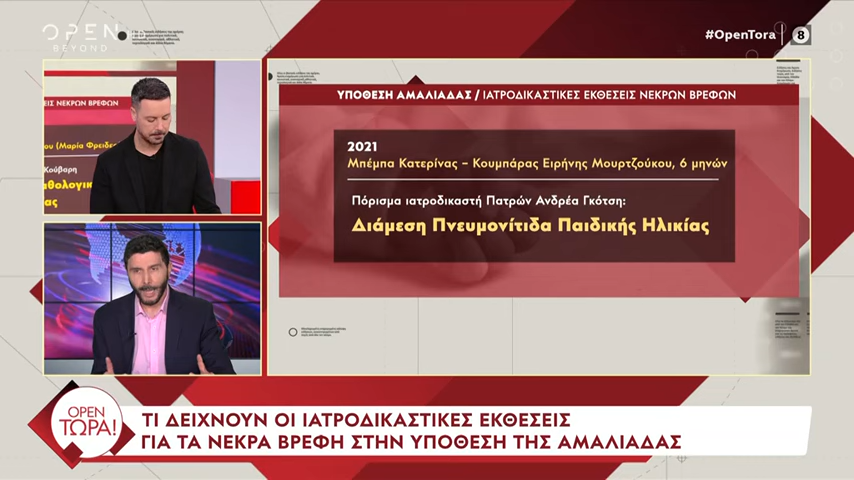 OPEN
BEYOND
#OpenTora
8
ΝΕΚΡΩΝ ΒΡΕΦΩΝ
ου (Μαρία Φρειδε
Κούβαρη
αθολογικ
ας
ΥΠΟΘΕΣΗ ΑΜΑΛΙΑΔΑΣ / ΙΑΤΡΟΔΙΚΑΣΤΙΚΕΣ ΕΚΘΕΣΕΙΣ ΝΕΚΡΩΝ ΒΡΕΦΩΝ
2021
Μπέμπα Κατερίνας – Κουμπάρας Ειρήνης Μουρτζούκου, 6 μηνών
Πόρισμα ιατροδικαστή Πατρών Ανδρέα Γκότση:
Διάμεση Πνευμονίτιδα Παιδικής Ηλικίας
OPEN
ΤΩΡΑ!
ΤΙ ΔΕΙΧΝΟΥΝ ΟΙ ΙΑΤΡΟΔΙΚΑΣΤΙΚΕΣ ΕΚΘΕΣΕΙΣ
ΓΙΑ ΤΑ ΝΕΚΡΑ ΒΡΕΦΗ ΣΤΗΝ ΥΠΟΘΕΣΗ ΤΗΣ ΑΜΑΛΙΑΔΑΣ